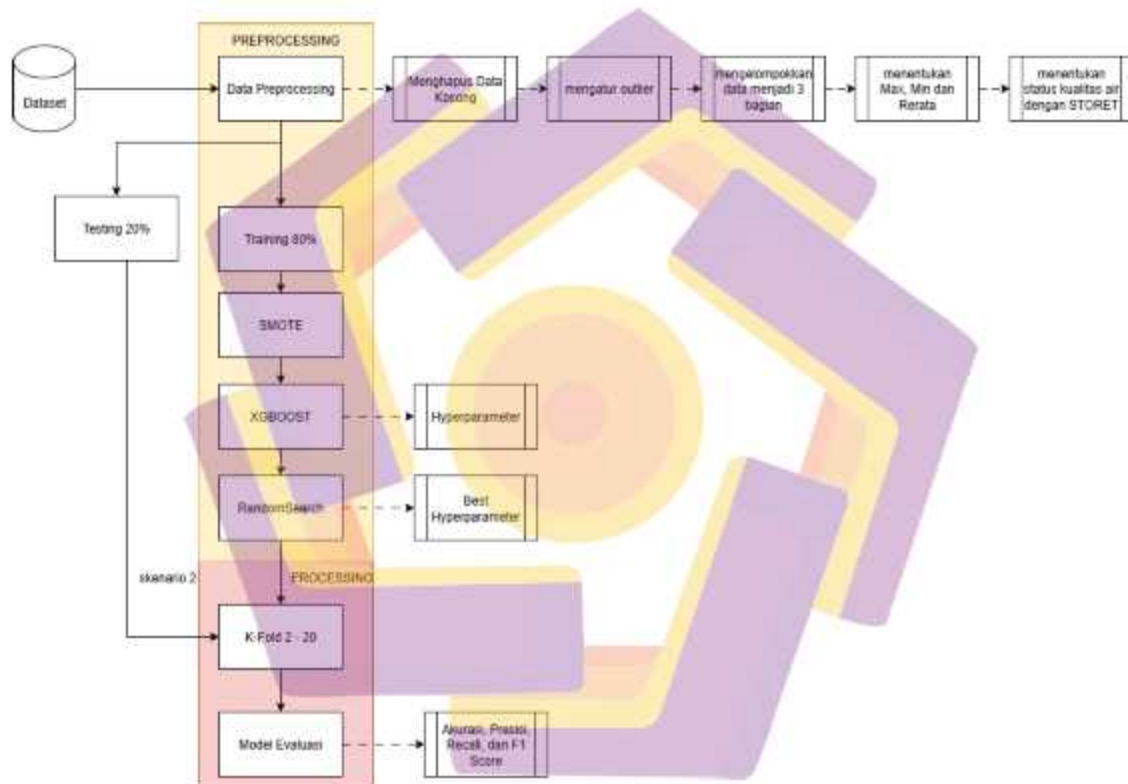 PREPROCESSING
Dataset
Data Preprocessing
Menghapus Data
Kosong
mengatur outlier
mengelompokkan
data menjadi 3
bagian
menentukan
Max, Min dan
Rerata
menentukan
status kualitas air
dengan STORET
Testing 20%
Training 80%
SMOTE
XGBOOST
Hyperparameter
RandomSearch
Best
Hyperparameter
skenario 2
PROCESSING
K-Fold 2 - 20
Model Evaluasi
Akurasi, Presisi,
Recall, dan F1
Score